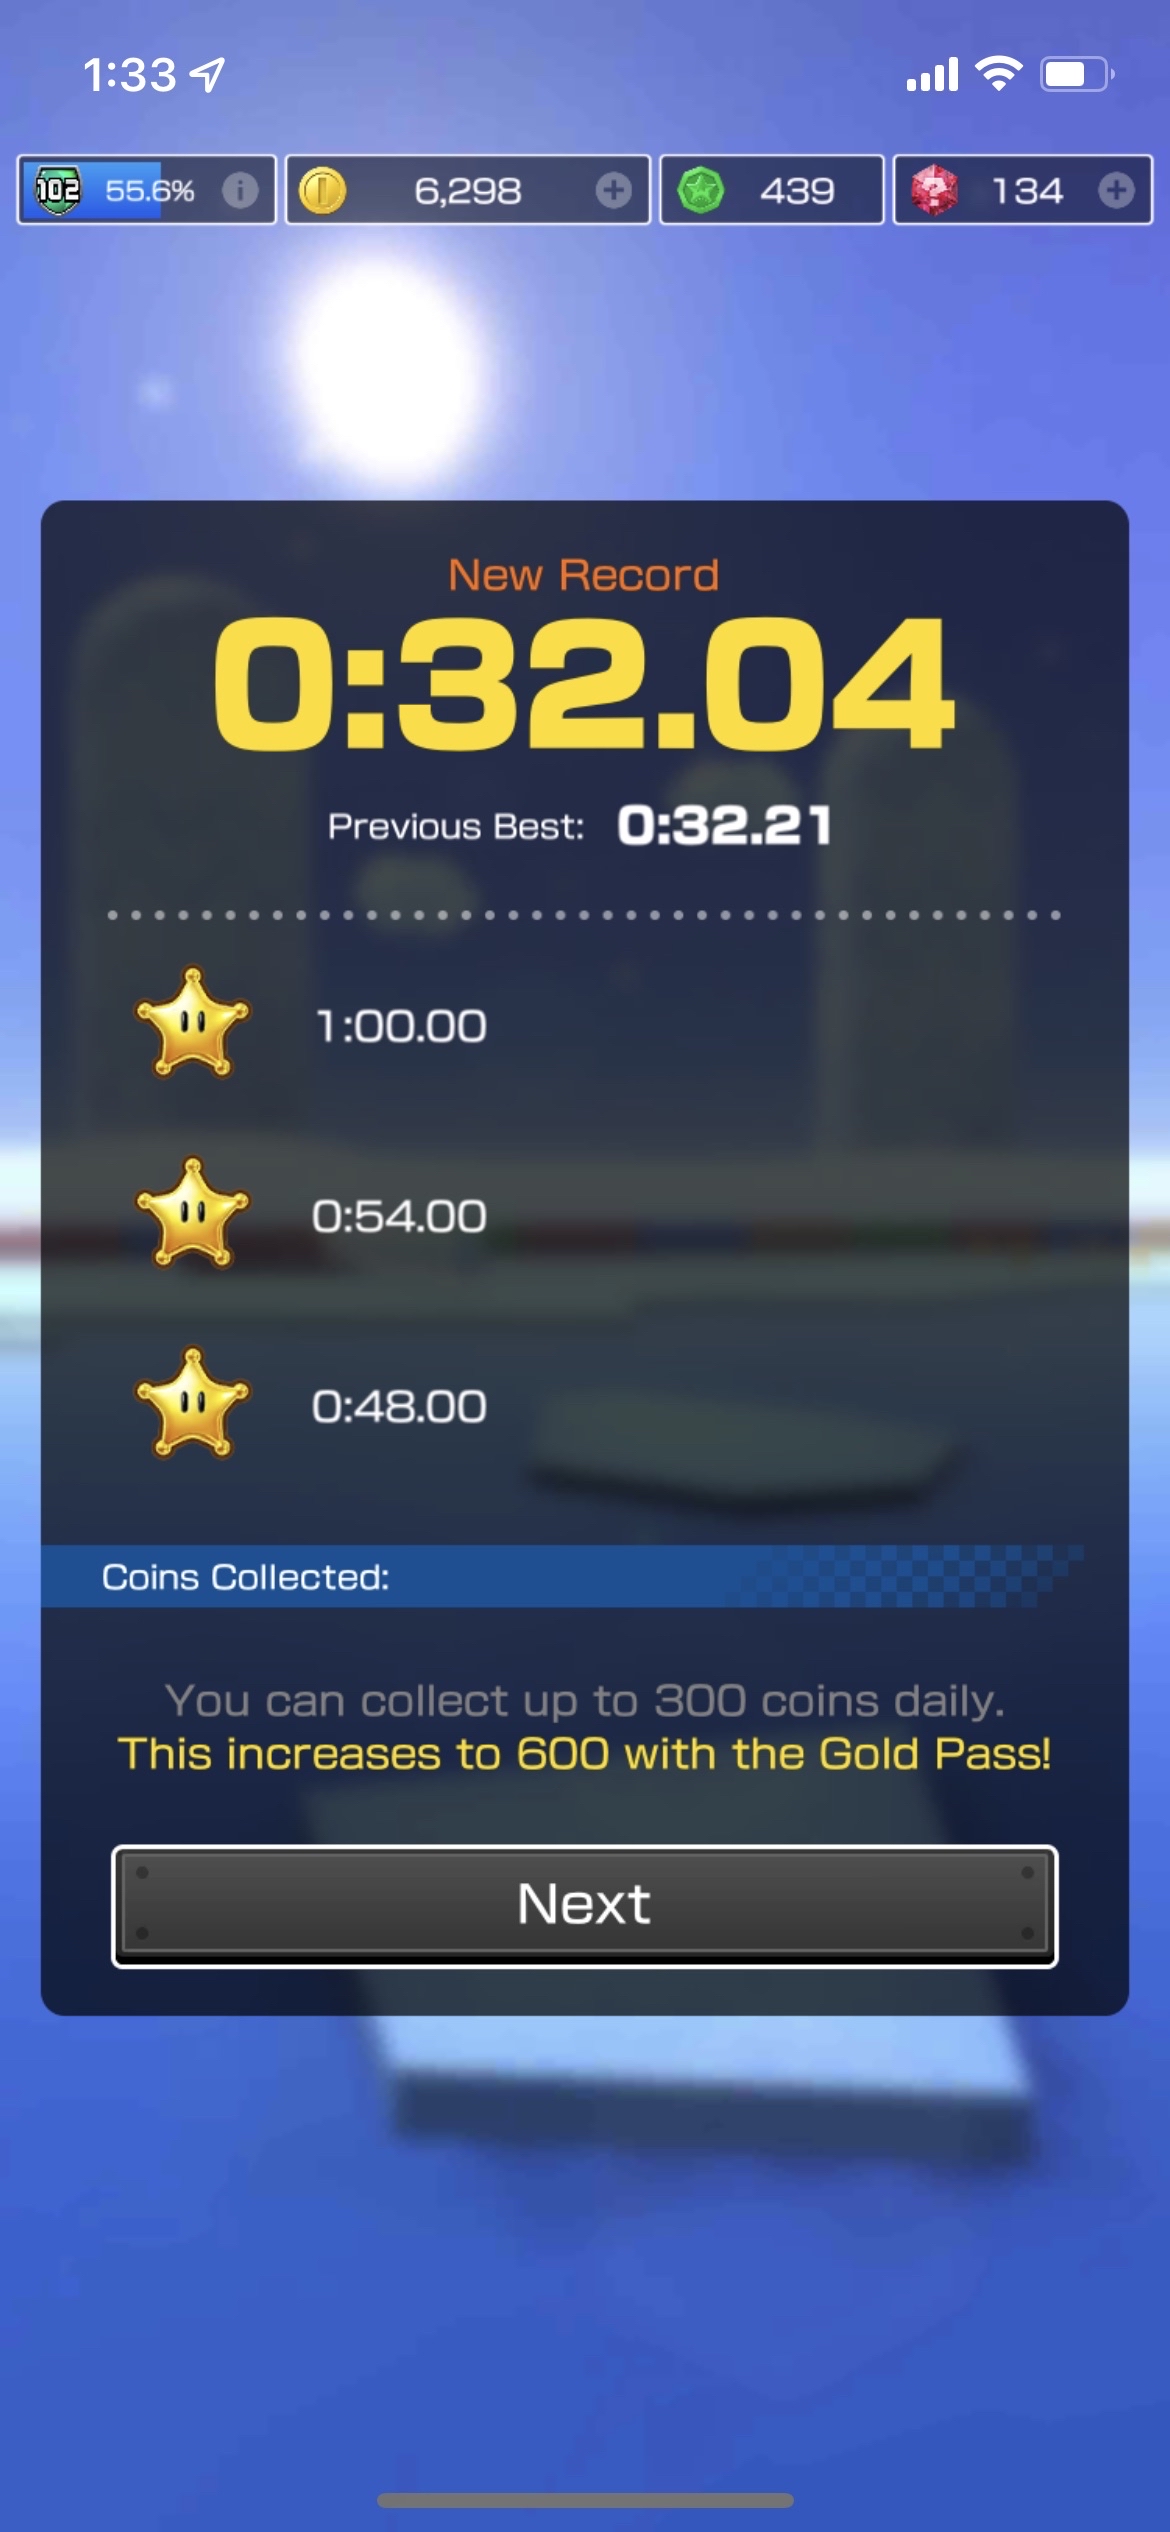 1:33
102 55.6% i 6,298 + 439 ? 134 +
New Record
0:32.04
Previous Best: 0:32.21
1:00.00
0:54.00
0:48.00
Coins Collected:
You can collect up to 300 coins daily.
This increases to 600 with the Gold Pass!
Next